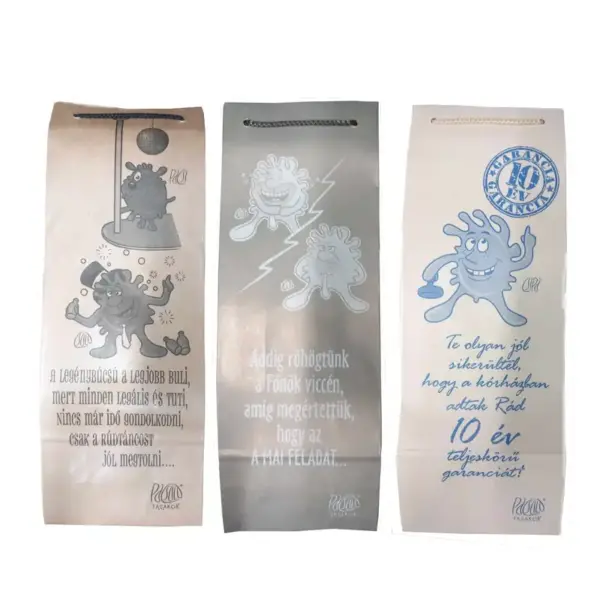 A LEGÉNYBÚCSÚ A LEGJOBB BULI,
MERT MINDEN LEGÁLIS ÉS TUTI,
NINCS MÁR IDŐ GONDOLKODNI,
CSAK A RÚDTÁNCOST
JÓL MEGTOLNI....
Addig röhögtünk
a Főnök viccén,
amíg megértettük,
hogy az
A MAI FELADAT...
GARANCIA
10
ÉV
GARANCIA
Te olyan jól
sikerültél,
hogy a kórházban
adtak Rád
10 év
teljeskörű
garanciát!